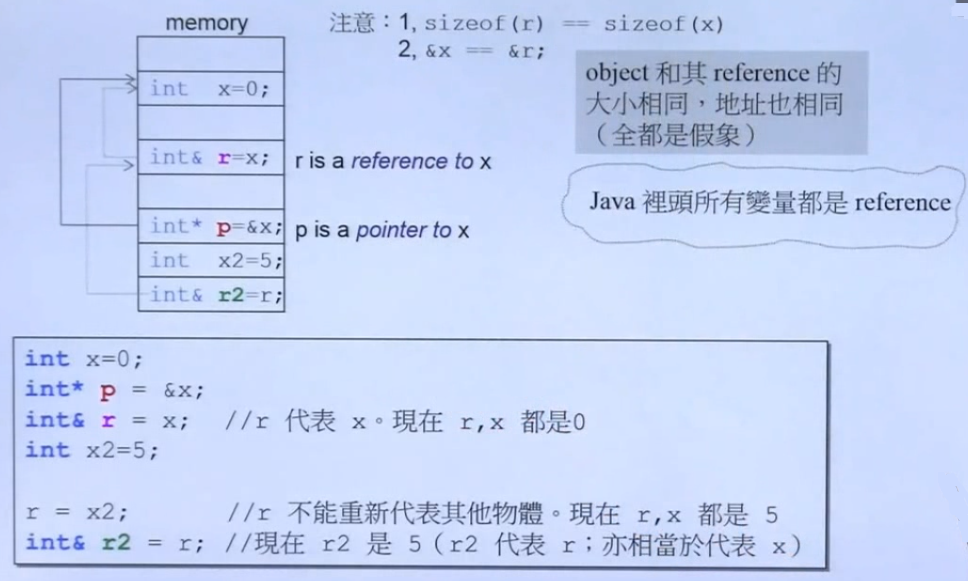 memory
注意：1, sizeof(r) == sizeof(x)
2, &x == &r;
object 和其 reference 的
大小相同，地址也相同
（全都是假象）
int x=0;
int& r=x;
r is a reference to x
Java 裡頭所有變量都是 reference
int* p=&x;
p is a pointer to x
int x2=5;
int& r2=r;
int x=0;
int* p = &x;
int& r = x; //r 代表 x。現在 r,x 都是0
int x2=5;
r = x2; //r 不能重新代表其他物體。現在 r,x 都是 5
int& r2 = r; //現在 r2 是 5（r2 代表 r；亦相當於代表 x）